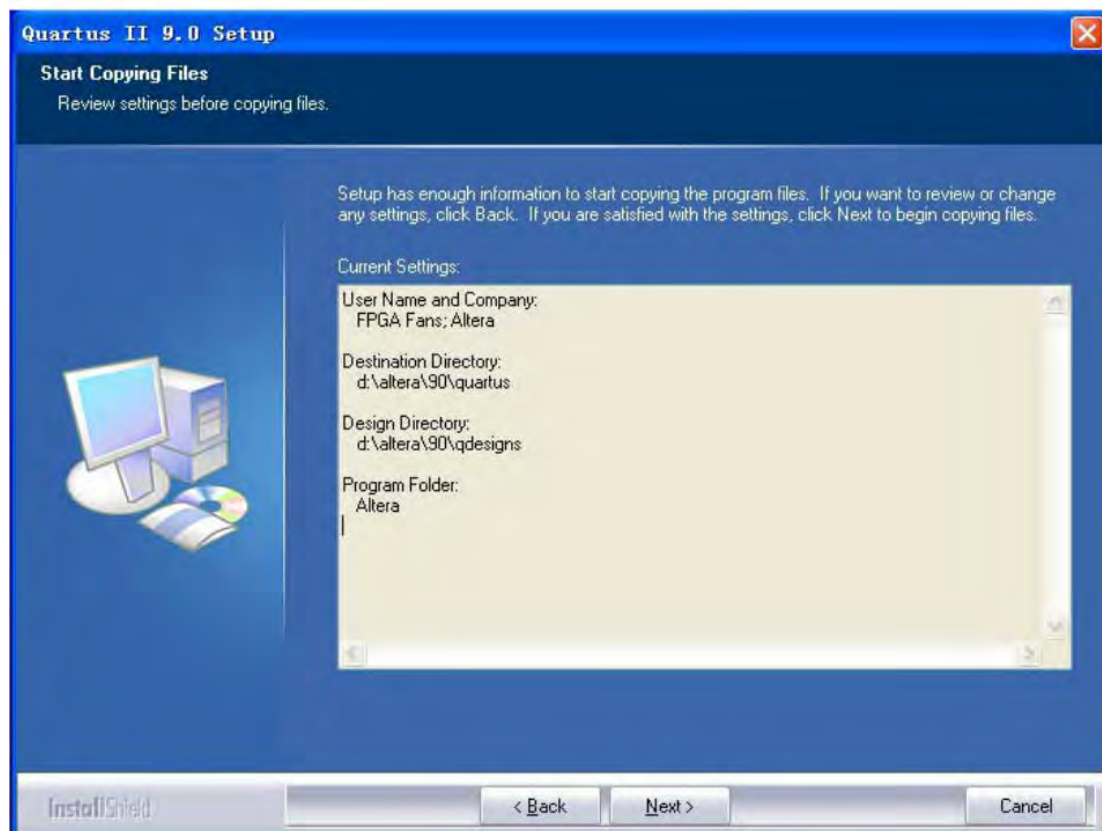 Quartus II 9.0 Setup
Start Copying Files
Review settings before copying files.
Setup has enough information to start copying the program files. If you want to review or change
any settings, click Back. If you are satisfied with the settings, click Next to begin copying files.
Current Settings:
User Name and Company:
FPGA Fans; Altera
Destination Directory:
d:\altera\90\quartus
Design Directory:
d:\altera\90\qdesigns
Program Folder:
Altera
InstallShield
< Back
Next >
Cancel